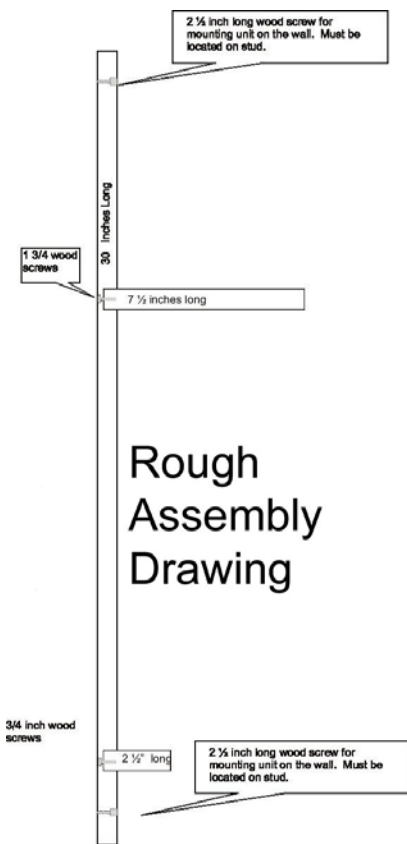 2 ½ inch long wood screw for
mounting unit on the wall. Must be
located on stud.
30 Inches Long
1 3/4 wood
screws
7 ½ inches long
Rough
Assembly
Drawing
3/4 inch wood
screws
2 ½" long
2 ½ inch long wood screw for
mounting unit on the wall. Must be
located on stud.